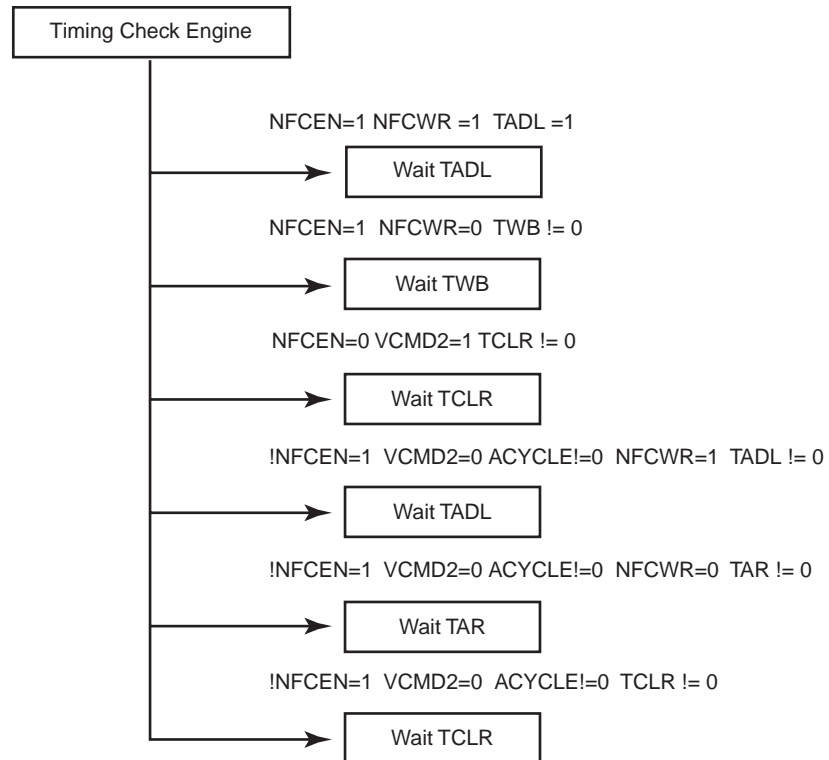 Timing Check Engine
NFCEN=1 NFCWR =1 TADL =1
Wait TADL
NFCEN=1 NFCWR=0 TWB != 0
Wait TWB
NFCEN=0 VCMD2=1 TCLR != 0
Wait TCLR
!NFCEN=1 VCMD2=0 ACYCLE!=0 NFCWR=1 TADL != 0
Wait TADL
!NFCEN=1 VCMD2=0 ACYCLE!=0 NFCWR=0 TAR != 0
Wait TAR
!NFCEN=1 VCMD2=0 ACYCLE!=0 TCLR != 0
Wait TCLR